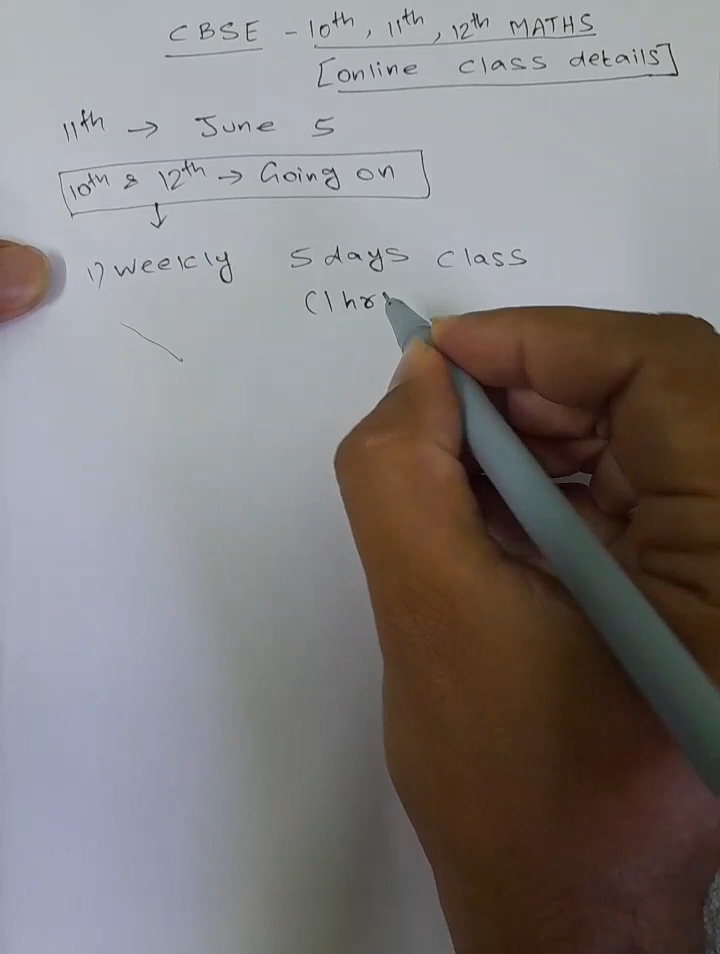 CBSE - 10th, 11th, 12th MATHS
[online class details]
11th → June 5
10th & 12th → Going on
↓
1) Weekly 5 days class
(1 hr